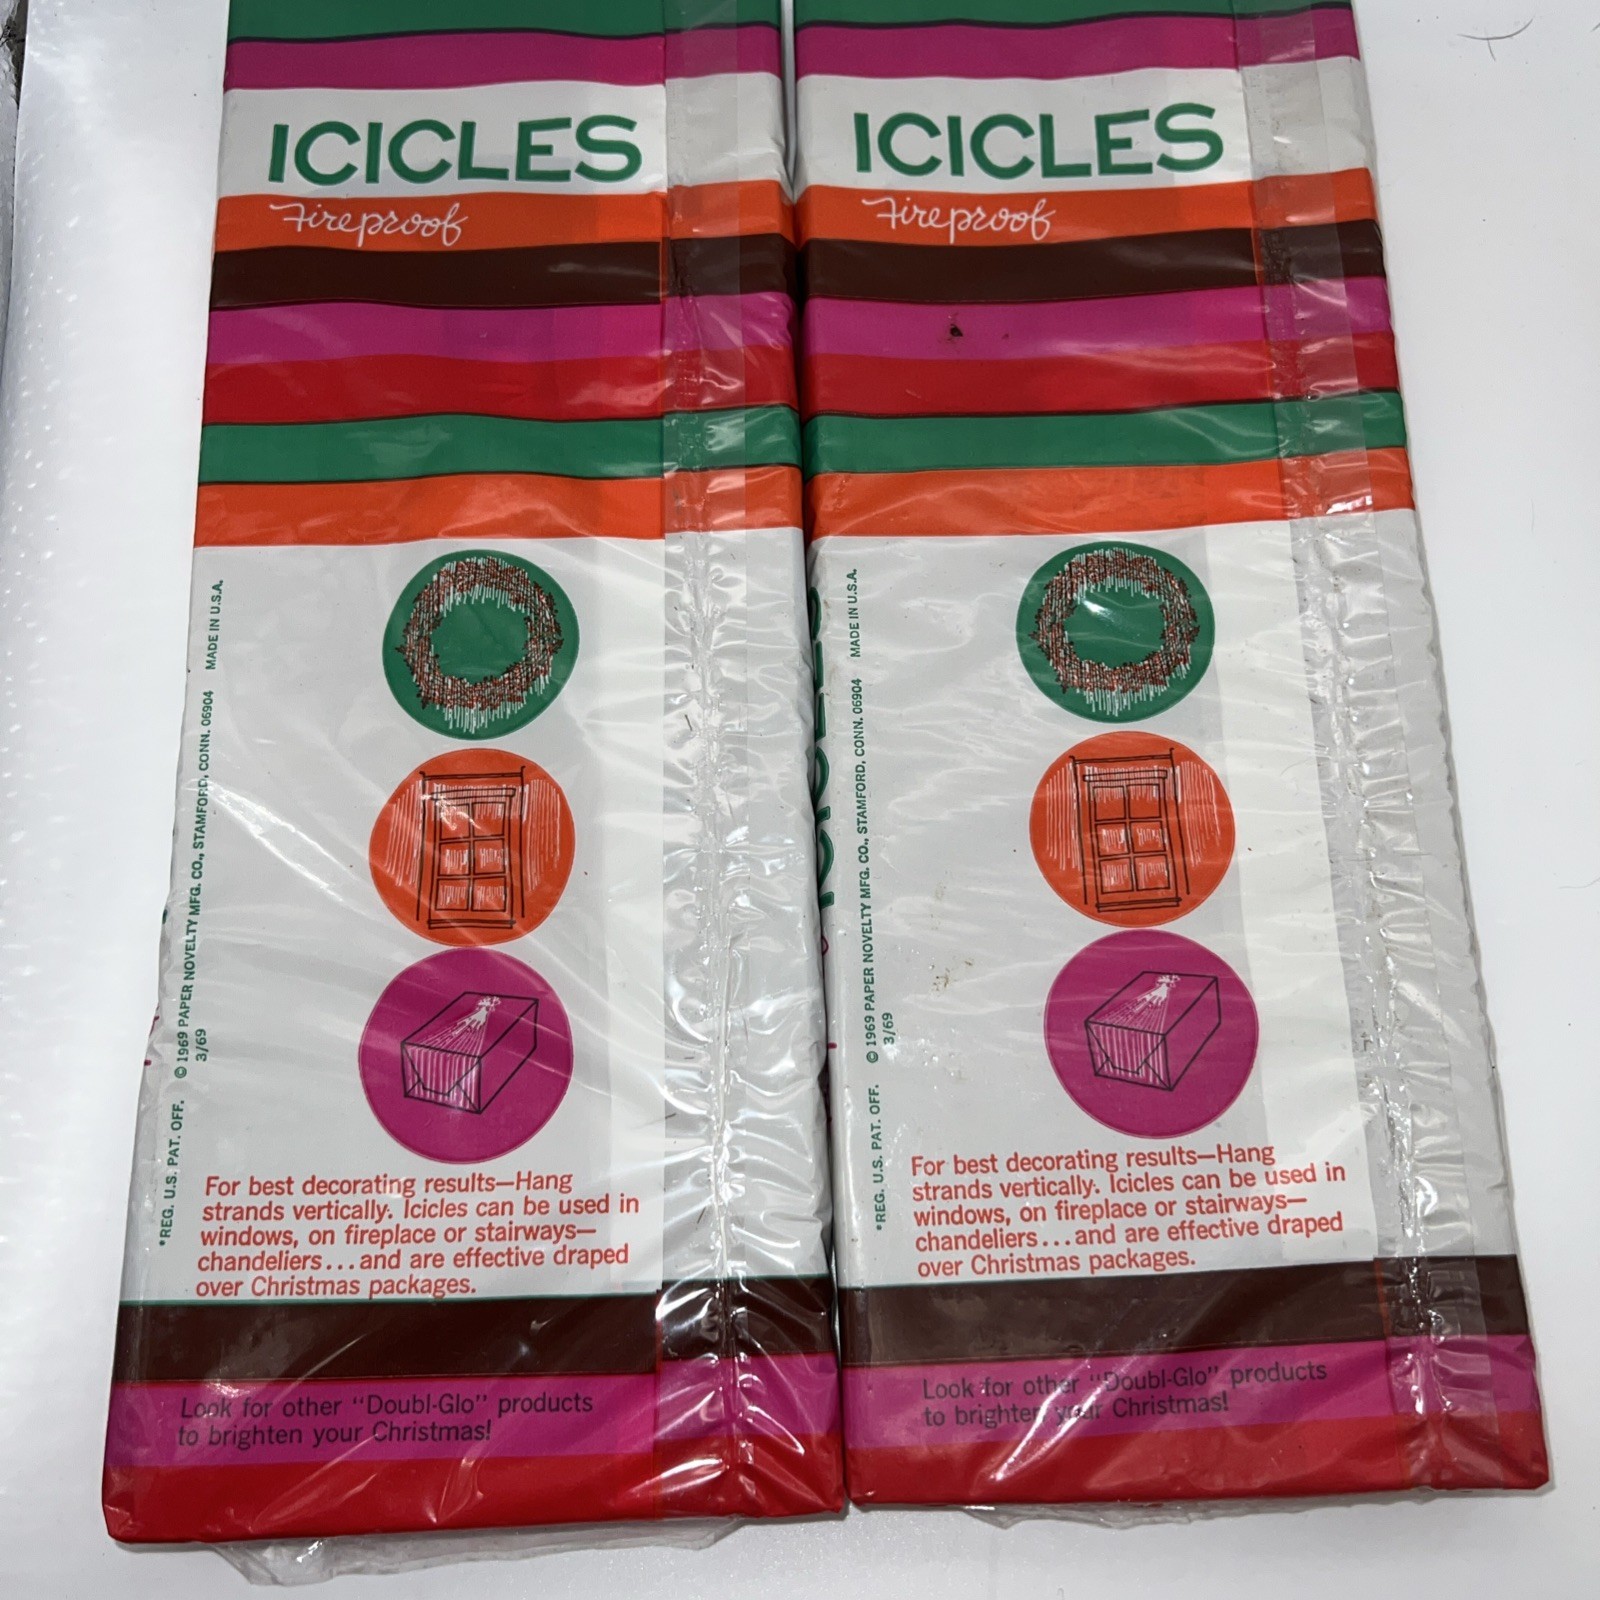 ICICLES
Fireproof
*REG. U.S. PAT. OFF. © 1969 PAPER NOVELTY MFG. CO., STAMFORD, CONN. 06904 MADE IN U.S.A.
3/69
For best decorating results—Hang
strands vertically. Icicles can be used in
windows, on fireplace or stairways—
chandeliers...and are effective draped
over Christmas packages.
Look for other "Doubl-Glo" products
to brighten your Christmas!
ICICLES
Fireproof
*REG. U.S. PAT. OFF. © 1969 PAPER NOVELTY MFG. CO., STAMFORD, CONN. 06904 MADE IN U.S.A.
3/69
For best decorating results—Hang
strands vertically. Icicles can be used in
windows, on fireplace or stairways—
chandeliers...and are effective draped
over Christmas packages.
Look for other "Doubl-Glo" products
to brighten your Christmas!